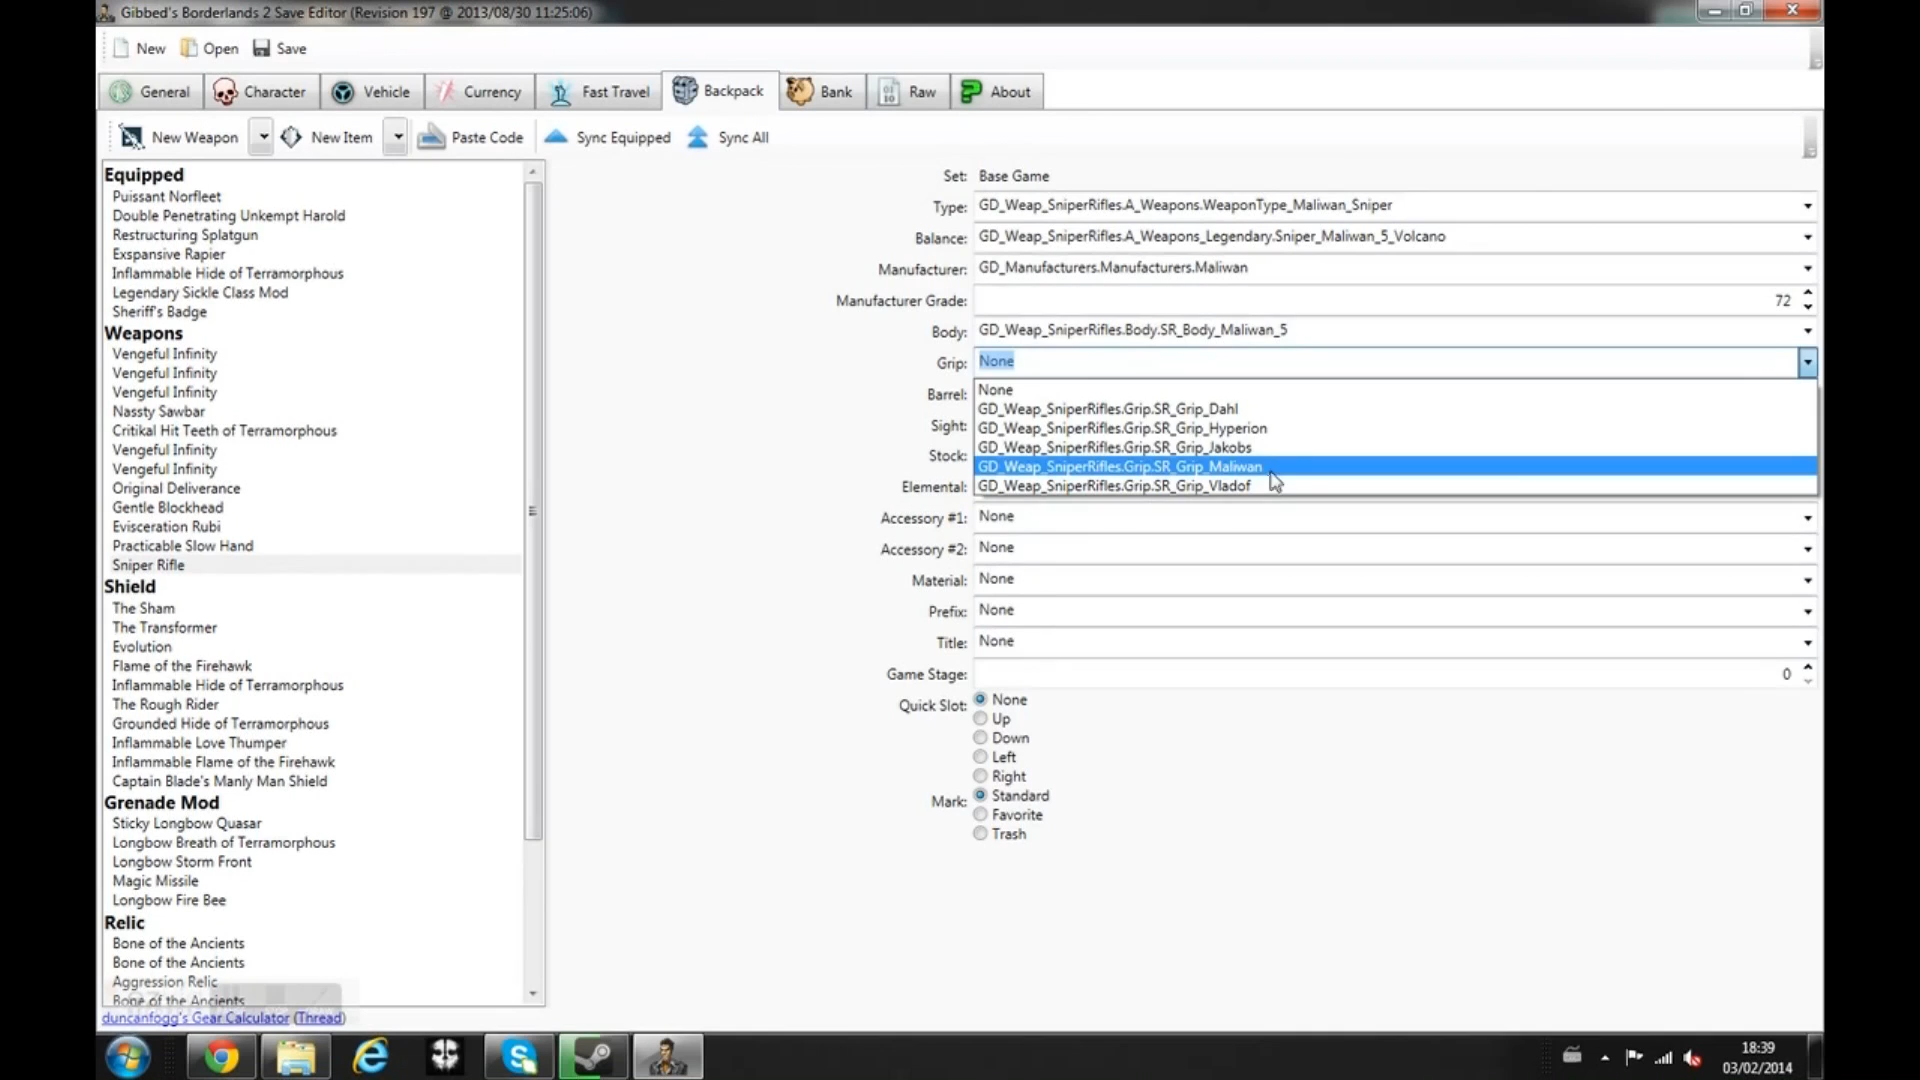 Gibbed's Borderlands 2 Save Editor (Revision 197 @ 2013/08/30 11:25:06)
New Open Save
General Character Vehicle Currency Fast Travel Backpack Bank Raw About
New Weapon New Item Paste Code Sync Equipped Sync All
Equipped
Puissant Norfleet
Double Penetrating Unkempt Harold
Restructuring Splatgun
Exspansive Rapier
Inflammable Hide of Terramorphous
Legendary Sickle Class Mod
Sheriff's Badge
Weapons
Vengeful Infinity
Vengeful Infinity
Vengeful Infinity
Nassty Sawbar
Critikal Hit Teeth of Terramorphous
Vengeful Infinity
Vengeful Infinity
Original Deliverance
Gentle Blockhead
Evisceration Rubi
Practicable Slow Hand
Sniper Rifle
Shield
The Sham
The Transformer
Evolution
Flame of the Firehawk
Inflammable Hide of Terramorphous
The Rough Rider
Grounded Hide of Terramorphous
Inflammable Love Thumper
Inflammable Flame of the Firehawk
Captain Blade's Manly Man Shield
Grenade Mod
Sticky Longbow Quasar
Longbow Breath of Terramorphous
Longbow Storm Front
Magic Missile
Longbow Fire Bee
Relic
Bone of the Ancients
Bone of the Ancients
Aggression Relic
Bone of the Ancients
duncanfogg's Gear Calculator (Thread)
Set: Base Game
Type: GD_Weap_SniperRifles.A_Weapons.WeaponType_Maliwan_Sniper
Balance: GD_Weap_SniperRifles.A_Weapons_Legendary.Sniper_Maliwan_5_Volcano
Manufacturer: GD_Manufacturers.Manufacturers.Maliwan
Manufacturer Grade: 72
Body: GD_Weap_SniperRifles.Body.SR_Body_Maliwan_5
Grip: None
None
Barrel: GD_Weap_SniperRifles.Grip.SR_Grip_Dahl
Sight: GD_Weap_SniperRifles.Grip.SR_Grip_Hyperion
GD_Weap_SniperRifles.Grip.SR_Grip_Jakobs
Stock: GD_Weap_SniperRifles.Grip.SR_Grip_Maliwan
Elemental: GD_Weap_SniperRifles.Grip.SR_Grip_Vladof
Accessory #1: None
Accessory #2: None
Material: None
Prefix: None
Title: None
Game Stage: 0
Quick Slot: None
Up
Down
Left
Right
Mark: Standard
Favorite
Trash
18:39
03/02/2014